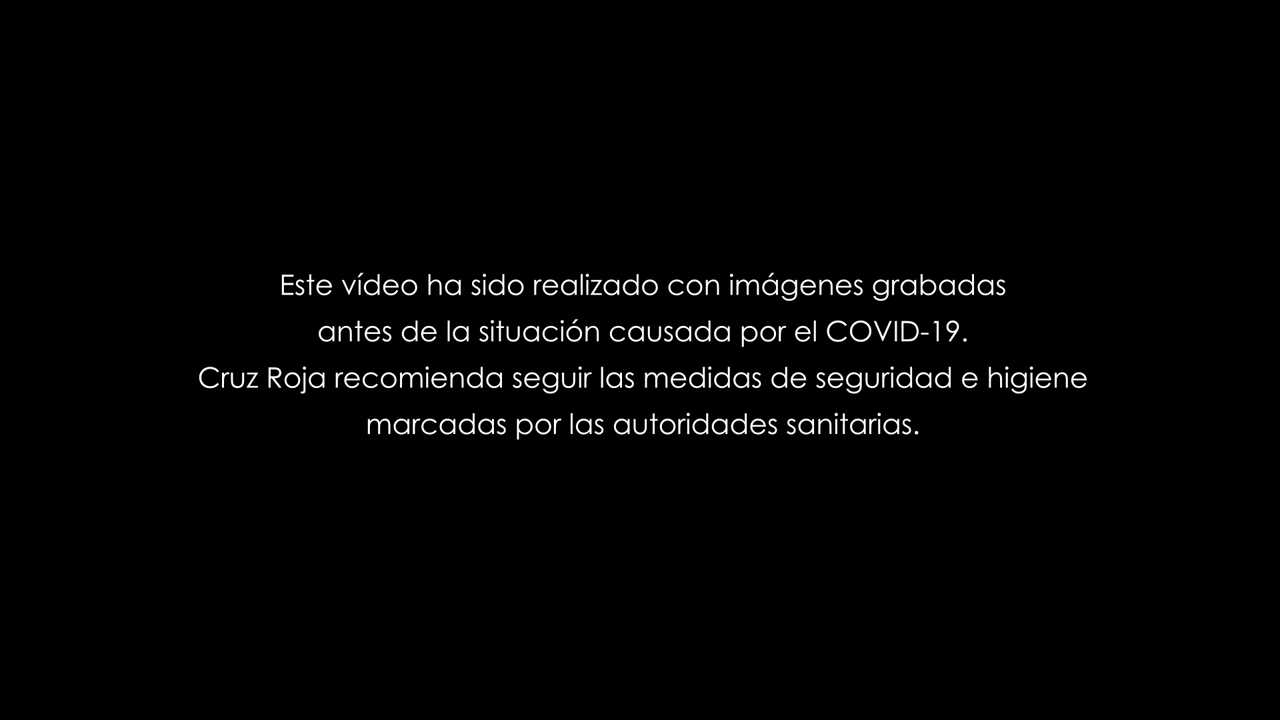 Este vídeo ha sido realizado con imágenes grabadas
antes de la situación causada por el COVID-19.
Cruz Roja recomienda seguir las medidas de seguridad e higiene
marcadas por las autoridades sanitarias.